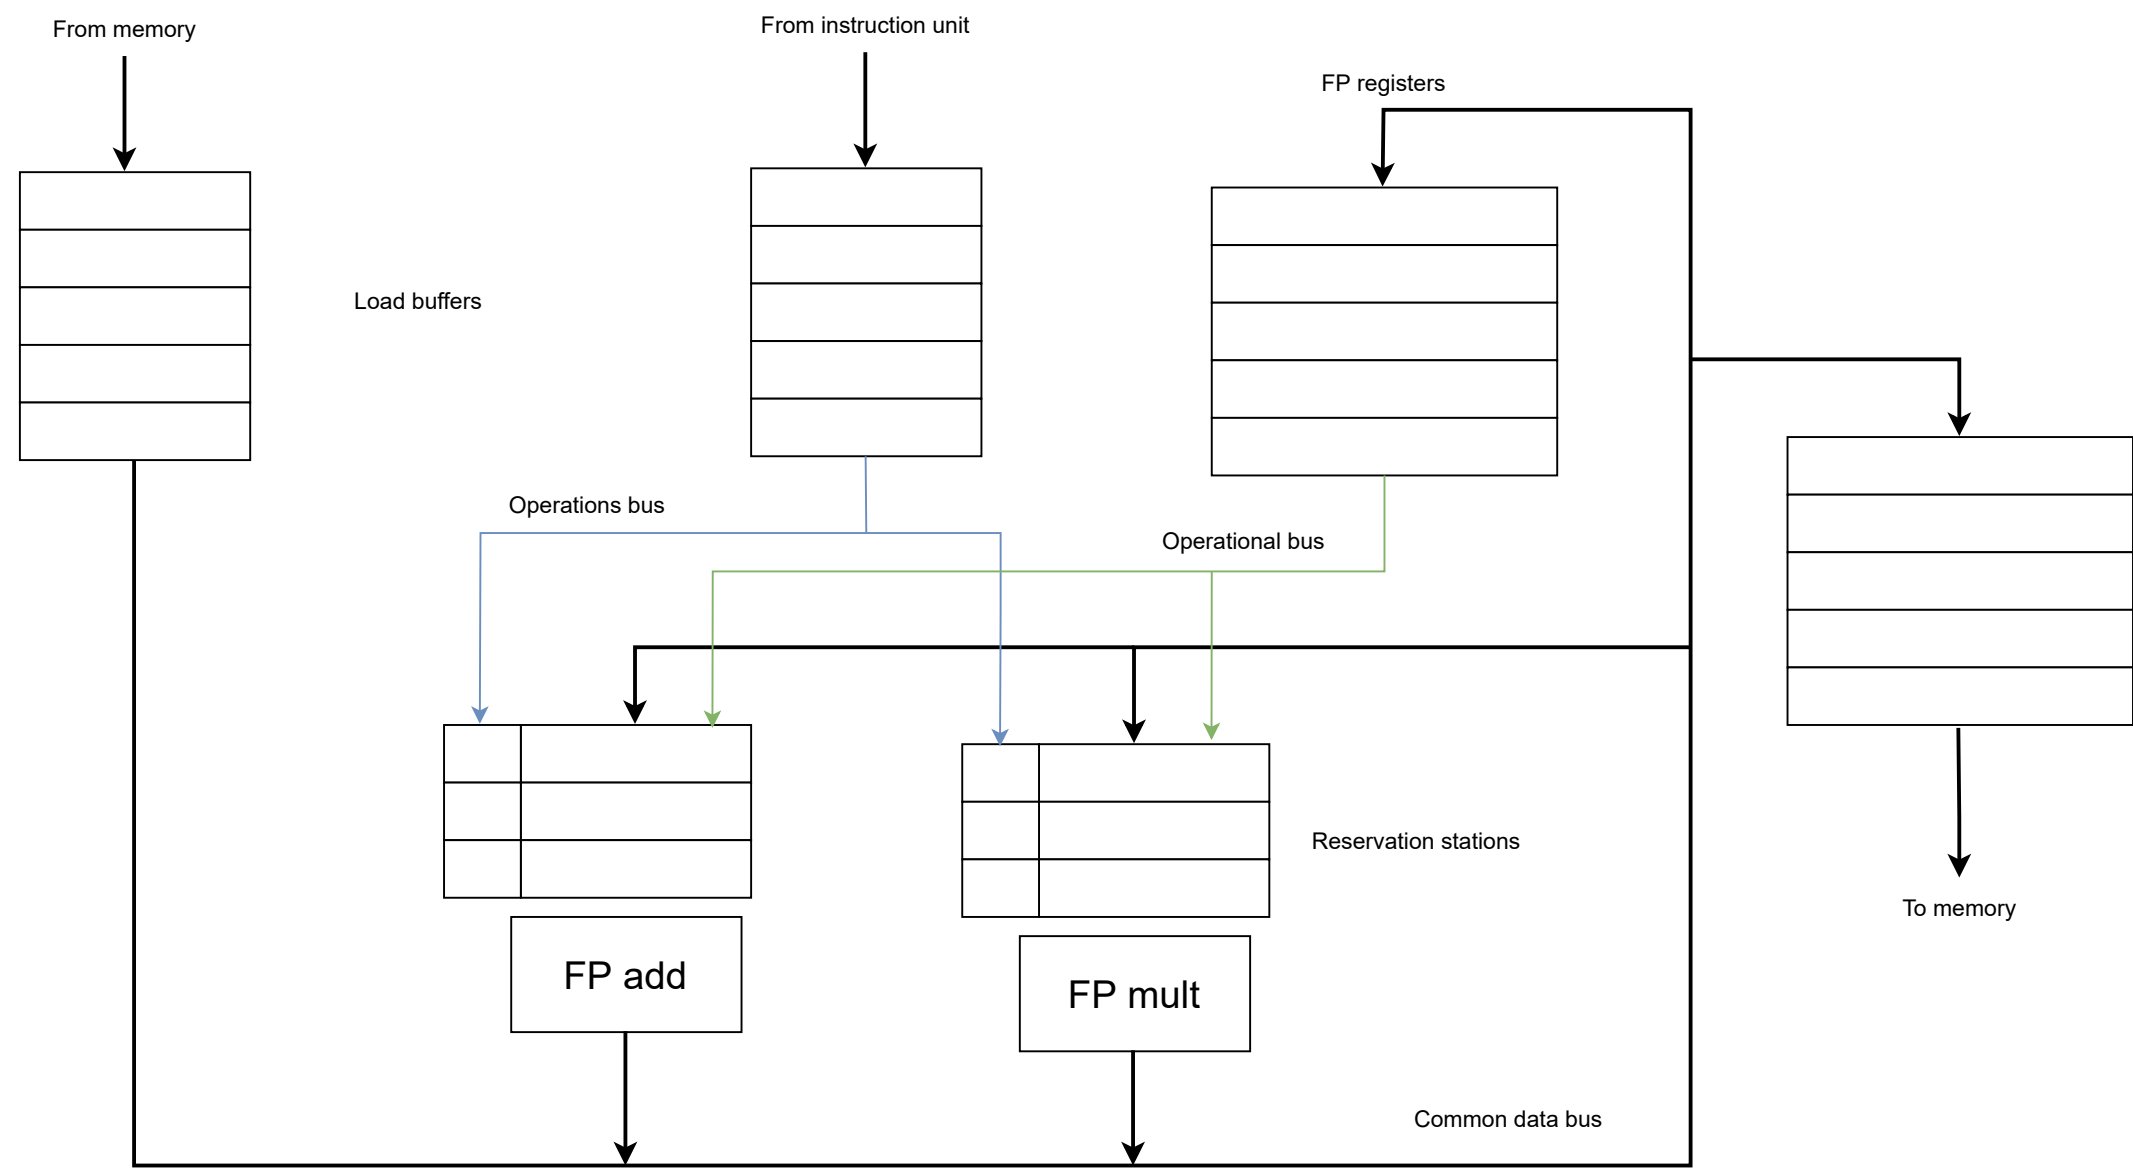 From memory
From instruction unit
FP registers
Load buffers
Operations bus
Operational bus
Reservation stations
To memory
FP add
FP mult
Common data bus